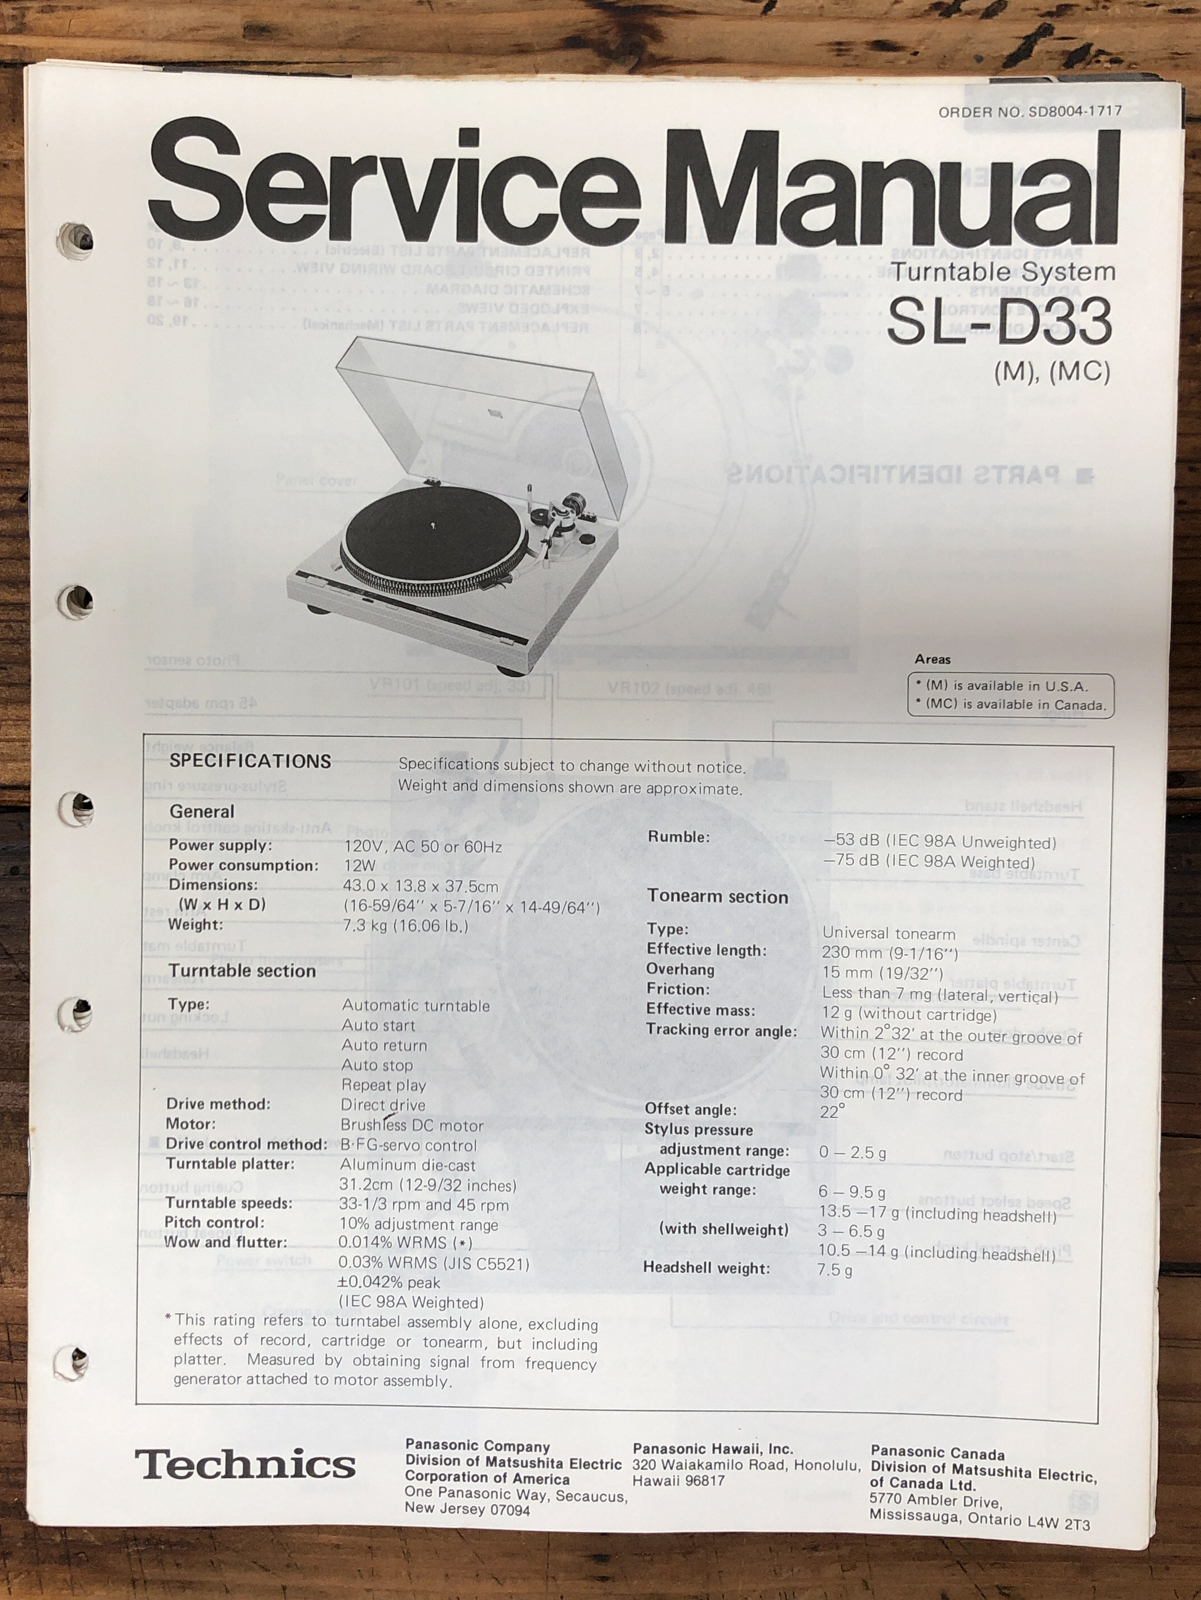 ORDER NO. SD8004-1717
Service Manual
Turntable System
SL-D33
(M), (MC)
Areas
* (M) is available in U.S.A.
* (MC) is available in Canada.
SPECIFICATIONS
Specifications subject to change without notice.
Weight and dimensions shown are approximate.
General
Power supply: 120V, AC 50 or 60Hz
Power consumption: 12W
Dimensions: 43.0 x 13.8 x 37.5cm
(W x H x D) (16-59/64'' x 5-7/16'' x 14-49/64'')
Weight: 7.3 kg (16.06 lb.)
Turntable section
Type: Automatic turntable
Auto start
Auto return
Auto stop
Repeat play
Drive method: Direct drive
Motor: Brushless DC motor
Drive control method: B·FG-servo control
Turntable platter: Aluminum die-cast
31.2cm (12-9/32 inches)
Turntable speeds: 33-1/3 rpm and 45 rpm
Pitch control: 10% adjustment range
Wow and flutter: 0.014% WRMS (*)
0.03% WRMS (JIS C5521)
±0.042% peak
(IEC 98A Weighted)
*This rating refers to turntabel assembly alone, excluding
effects of record, cartridge or tonearm, but including
platter. Measured by obtaining signal from frequency
generator attached to motor assembly.
Rumble: −53 dB (IEC 98A Unweighted)
−75 dB (IEC 98A Weighted)
Tonearm section
Type: Universal tonearm
Effective length: 230 mm (9-1/16'')
Overhang 15 mm (19/32'')
Friction: Less than 7 mg (lateral, vertical)
Effective mass: 12 g (without cartridge)
Tracking error angle: Within 2°32' at the outer groove of
30 cm (12'') record
Within 0° 32' at the inner groove of
30 cm (12'') record
Offset angle: 22°
Stylus pressure
adjustment range: 0 − 2.5 g
Applicable cartridge
weight range: 6 − 9.5 g
13.5 −17 g (including headshell)
(with shellweight) 3 − 6.5 g
10.5 −14 g (including headshell)
Headshell weight: 7.5 g
Technics
Panasonic Company
Division of Matsushita Electric
Corporation of America
One Panasonic Way, Secaucus,
New Jersey 07094
Panasonic Hawaii, Inc.
320 Waiakamilo Road, Honolulu,
Hawaii 96817
Panasonic Canada
Division of Matsushita Electric,
of Canada Ltd.
5770 Ambler Drive,
Mississauga, Ontario L4W 2T3